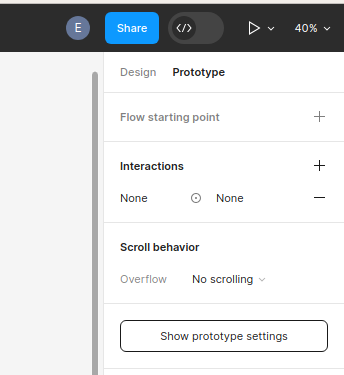 E
Share
40%
Design Prototype
Flow starting point
Interactions
None None
Scroll behavior
Overflow No scrolling
Show prototype settings